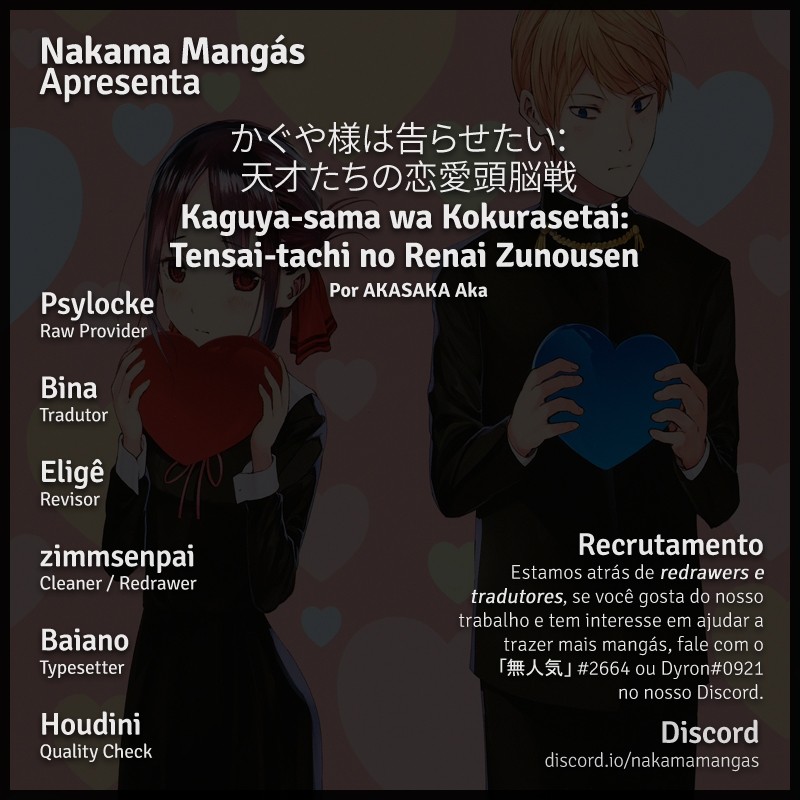 Nakama Mangás
Apresenta
かぐや様は告らせたい:
天才たちの恋愛頭脳戦
Kaguya-sama wa Kokurasetai:
Tensai-tachi no Renai Zunousen
Por AKASAKA Aka
Psylocke
Raw Provider
Bina
Tradutor
Eligê
Revisor
zimmsenpai
Cleaner / Redrawer
Baiano
Typesetter
Houdini
Quality Check
Recrutamento
Estamos atrás de redrawers e
tradutores, se você gosta do nosso
trabalho e tem interesse em ajudar a
trazer mais mangás, fale com o
「無人気」#2664 ou Dyron#0921
no nosso Discord.
Discord
discord.io/nakamamangas